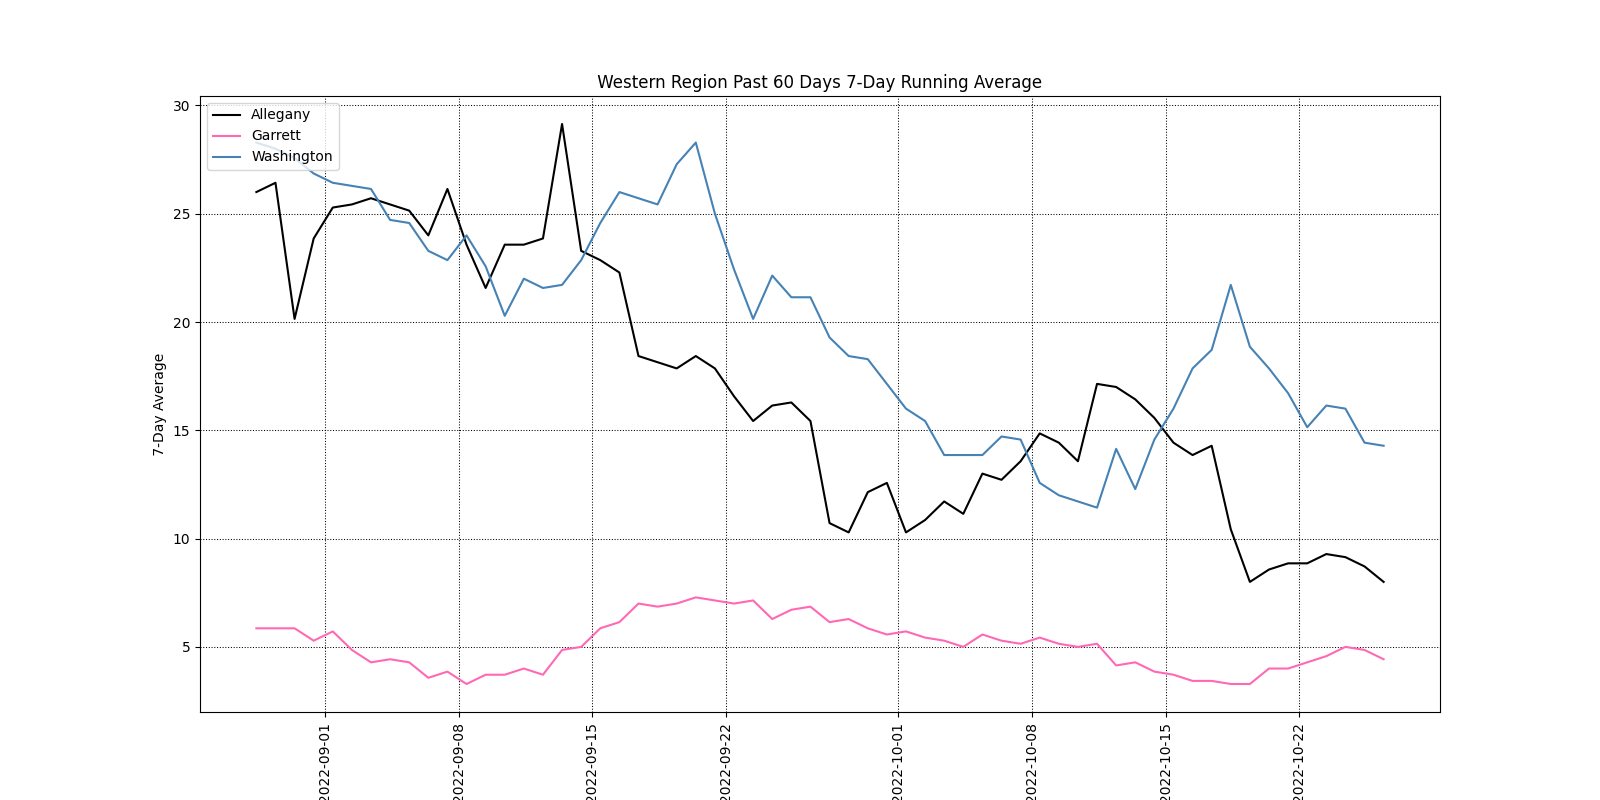 Western Region Past 60 Days 7-Day Running Average
Allegany
Garrett
Washington
7-Day Average
30
25
20
15
10
5
2022-09-01
2022-09-08
2022-09-15
2022-09-22
2022-10-01
2022-10-08
2022-10-15
2022-10-22